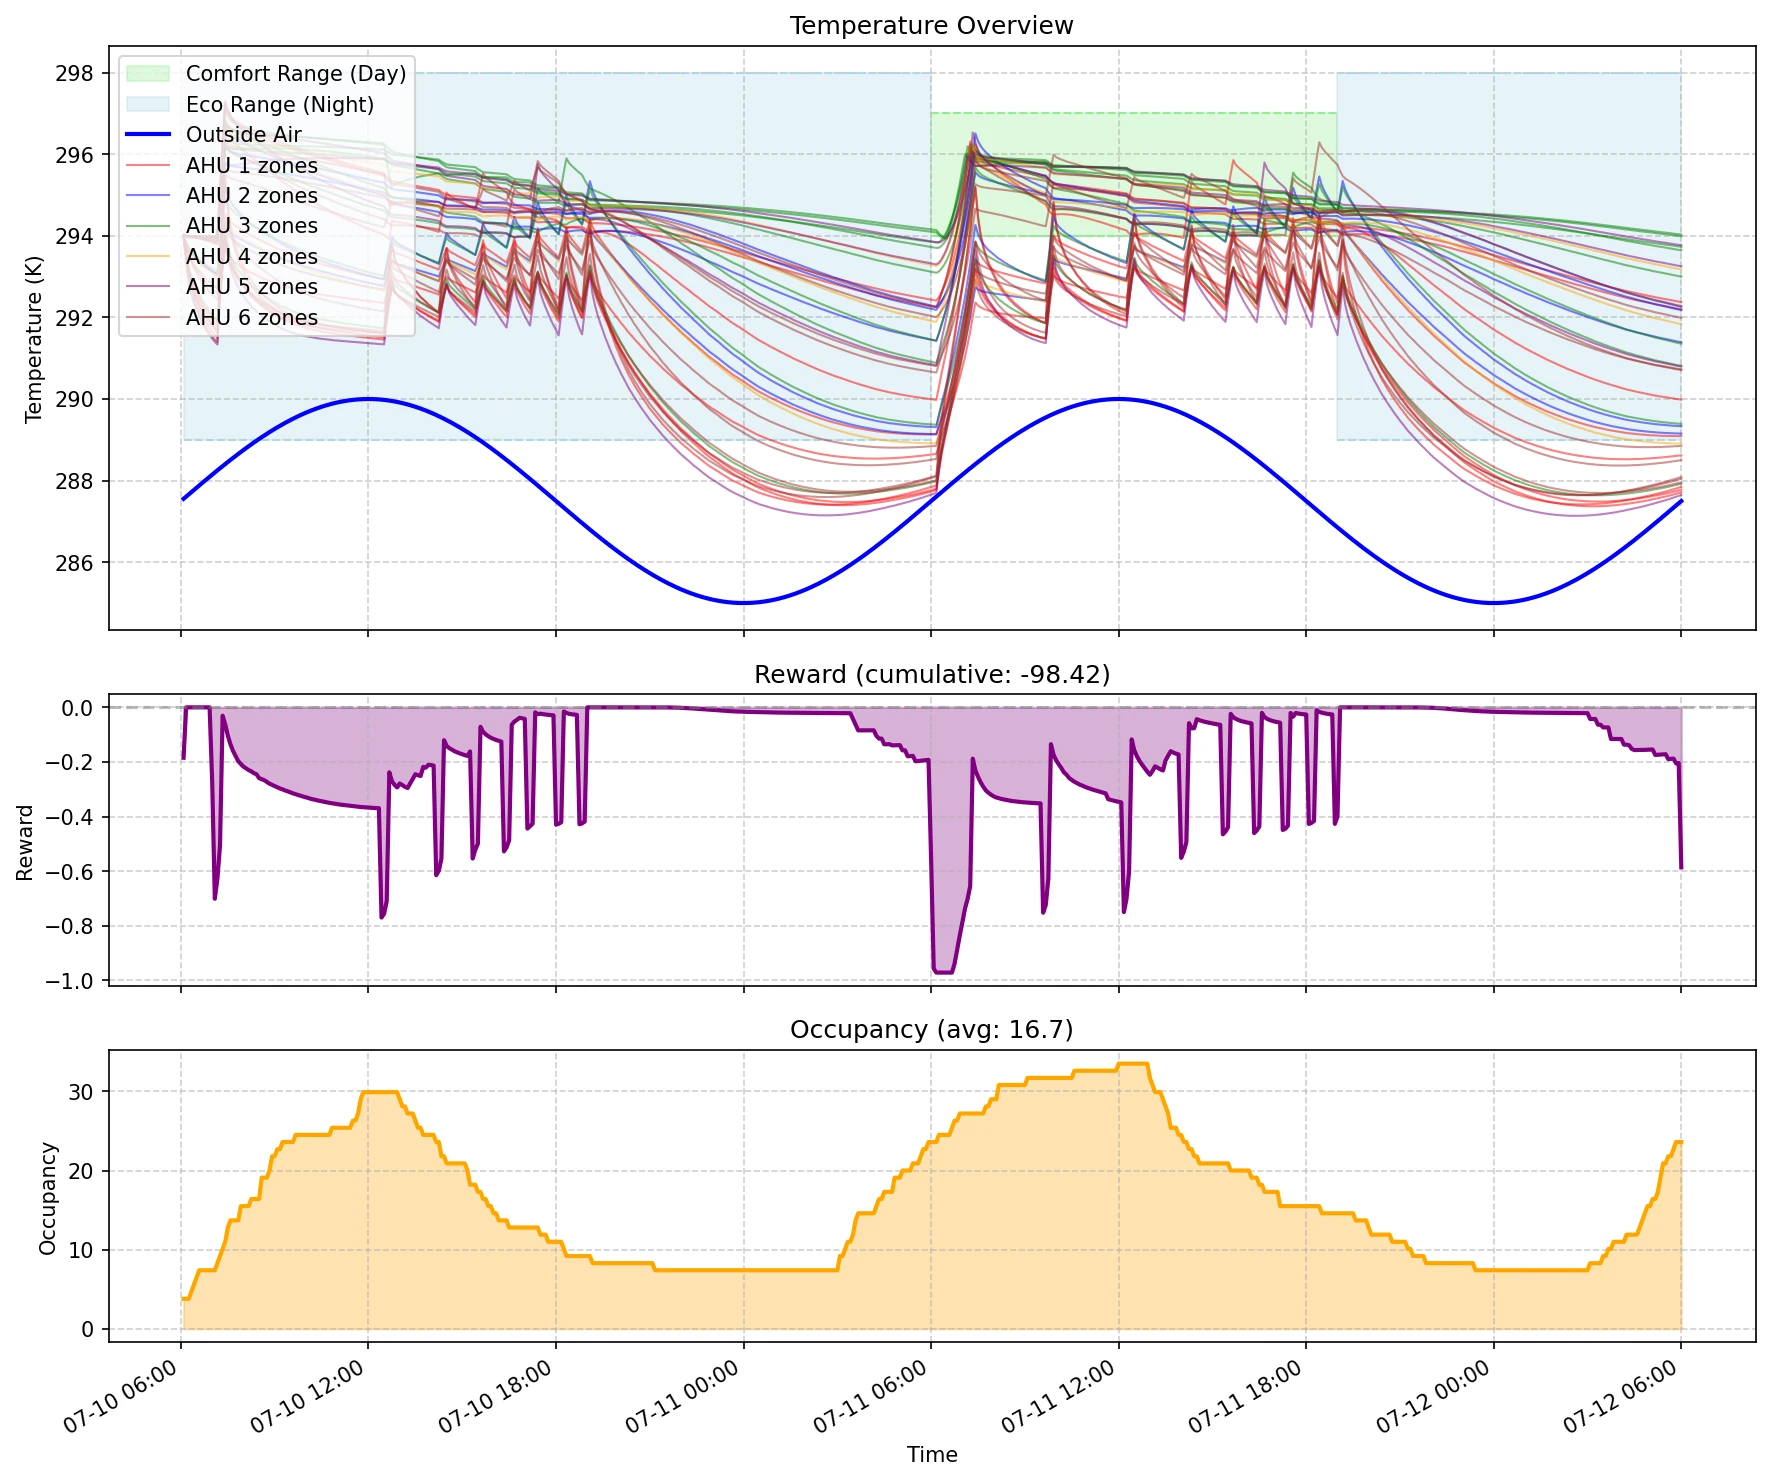 Temperature Overview
298
296
294
292
290
288
286
Temperature (K)
Comfort Range (Day)
Eco Range (Night)
Outside Air
AHU 1 zones
AHU 2 zones
AHU 3 zones
AHU 4 zones
AHU 5 zones
AHU 6 zones
Reward (cumulative: -98.42)
0.0
−0.2
−0.4
−0.6
−0.8
−1.0
Reward
Occupancy (avg: 16.7)
30
20
10
0
Occupancy
07-10 06:00
07-10 12:00
07-10 18:00
07-11 00:00
07-11 06:00
07-11 12:00
07-11 18:00
07-12 00:00
07-12 06:00
Time